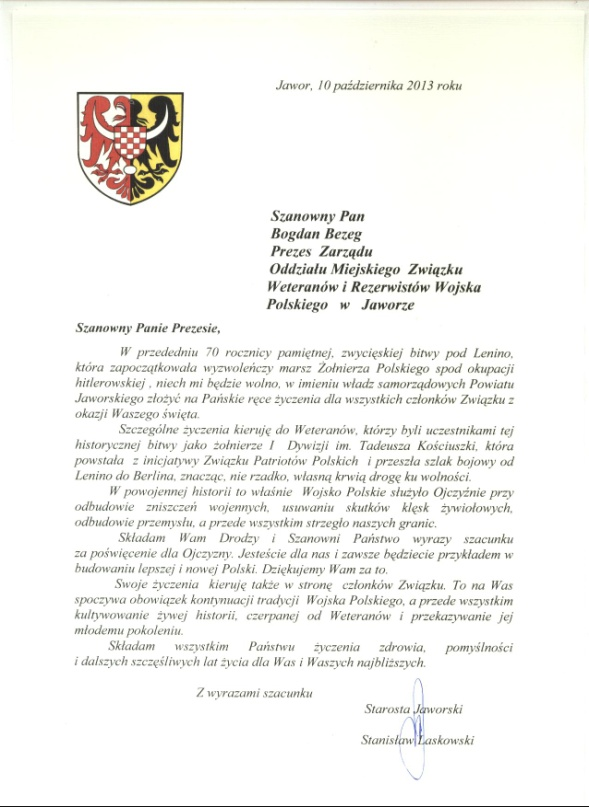 Jawor, 10 października 2013 roku
Szanowny Pan
Bogdan Bezeg
Prezes Zarządu
Oddziału Miejskiego Związku
Weteranów i Rezerwistów Wojska
Polskiego w Jaworze
Szanowny Panie Prezesie,
W przededniu 70 rocznicy pamiętnej, zwycięskiej bitwy pod Lenino,
która zapoczątkowała wyzwoleńczy marsz Żołnierza Polskiego spod okupacji
hitlerowskiej , niech mi będzie wolno, w imieniu władz samorządowych Powiatu
Jaworskiego złożyć na Pańskie ręce życzenia dla wszystkich członków Związku z
okazji Waszego święta.
Szczególne życzenia kieruję do Weteranów, którzy byli uczestnikami tej
historycznej bitwy jako żołnierze I Dywizji im. Tadeusza Kościuszki, która
powstała z inicjatywy Związku Patriotów Polskich i przeszła szlak bojowy od
Lenino do Berlina, znacząc, nie rzadko, własną krwią drogę ku wolności.
W powojennej historii to właśnie Wojsko Polskie służyło Ojczyźnie przy
odbudowie zniszczeń wojennych, usuwaniu skutków klęsk żywiołowych,
odbudowie przemysłu, a przede wszystkim strzegło naszych granic.
Składam Wam Drodzy i Szanowni Państwo wyrazy szacunku
za poświęcenie dla Ojczyzny. Jesteście dla nas i zawsze będziecie przykładem w
budowaniu lepszej i nowej Polski. Dziękujemy Wam za to.
Swoje życzenia kieruję także w stronę członków Związku. To na Was
spoczywa obowiązek kontynuacji tradycji Wojska Polskiego, a przede wszystkim
kultywowanie żywej historii, czerpanej od Weteranów i przekazywanie jej
młodemu pokoleniu.
Składam wszystkim Państwu życzenia zdrowia, pomyślności
i dalszych szczęśliwych lat życia dla Was i Waszych najbliższych.
Z wyrazami szacunku
Starosta Jaworski
Stanisław Laskowski